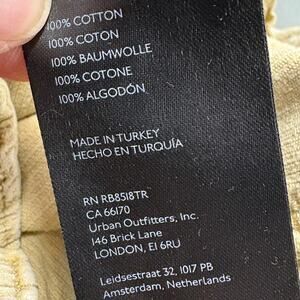 100% COTTON
100% COTON
100% BAUMWOLLE
100% COTONE
100% ALGODÓN
MADE IN TURKEY
HECHO EN TURQUÍA
RN RB8518TR
CA 66170
Urban Outfitters, Inc.
146 Brick Lane
LONDON, E1 6RU
Leidsestraat 32, 1017 PB
Amsterdam, Netherlands